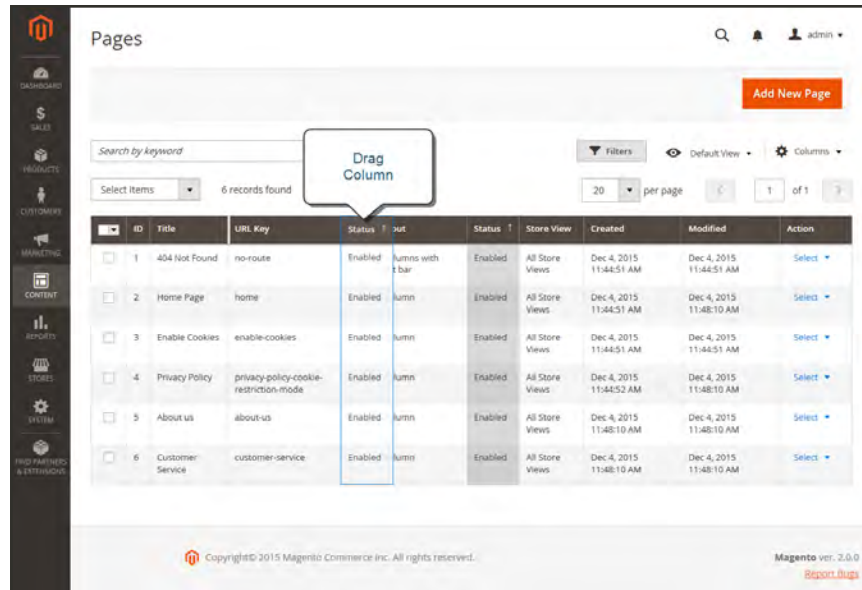 Pages
admin
DASHBOARD
Add New Page
$
SALES
Search by keyword
Drag
Column
Filters
Default View
Columns
PRODUCTS
Select Items
6 records found
20
per page
1
of 1
CUSTOMERS
ID Title URL Key Status out Status Store View Created Modified Action
MARKETING
1 404 Not Found no-route Enabled lumns with Enabled All Store Dec 4, 2015 Dec 4, 2015 Select
t bar Views 11:44:51 AM 11:44:51 AM
CONTENT
2 Home Page home Enabled lumn Enabled All Store Dec 4, 2015 Dec 4, 2015 Select
Views 11:44:51 AM 11:48:10 AM
REPORTS
3 Enable Cookies enable-cookies Enabled lumn Enabled All Store Dec 4, 2015 Dec 4, 2015 Select
Views 11:44:51 AM 11:44:51 AM
STORES
4 Privacy Policy privacy-policy-cookie- Enabled lumn Enabled All Store Dec 4, 2015 Dec 4, 2015 Select
restriction-mode Views 11:44:52 AM 11:48:10 AM
SYSTEM
5 About us about-us Enabled lumn Enabled All Store Dec 4, 2015 Dec 4, 2015 Select
Views 11:48:10 AM 11:48:10 AM
FIND PARTNERS
& EXTENSIONS
6 Customer customer-service Enabled lumn Enabled All Store Dec 4, 2015 Dec 4, 2015 Select
Service Views 11:48:10 AM 11:48:10 AM
Copyright© 2015 Magento Commerce Inc. All rights reserved.
Magento ver. 2.0.0
Report Bugs